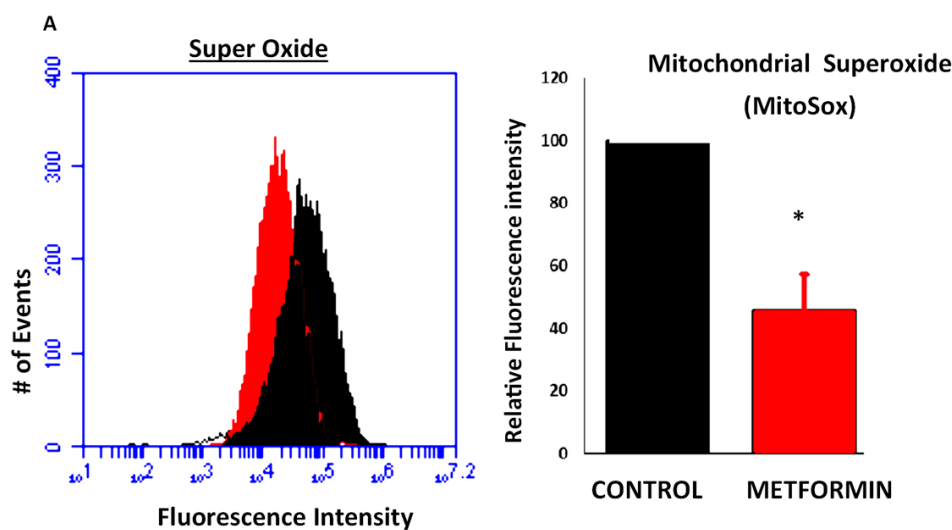 A
Super Oxide
400
300
200
100
0
# of Events
10^1 10^2 10^3 10^4 10^5 10^6 10^7.2
Fluorescence Intensity
Mitochondrial Superoxide
(MitoSox)
Relative Fluorescence intensity
120
100
80
60
40
20
0
*
CONTROL METFORMIN